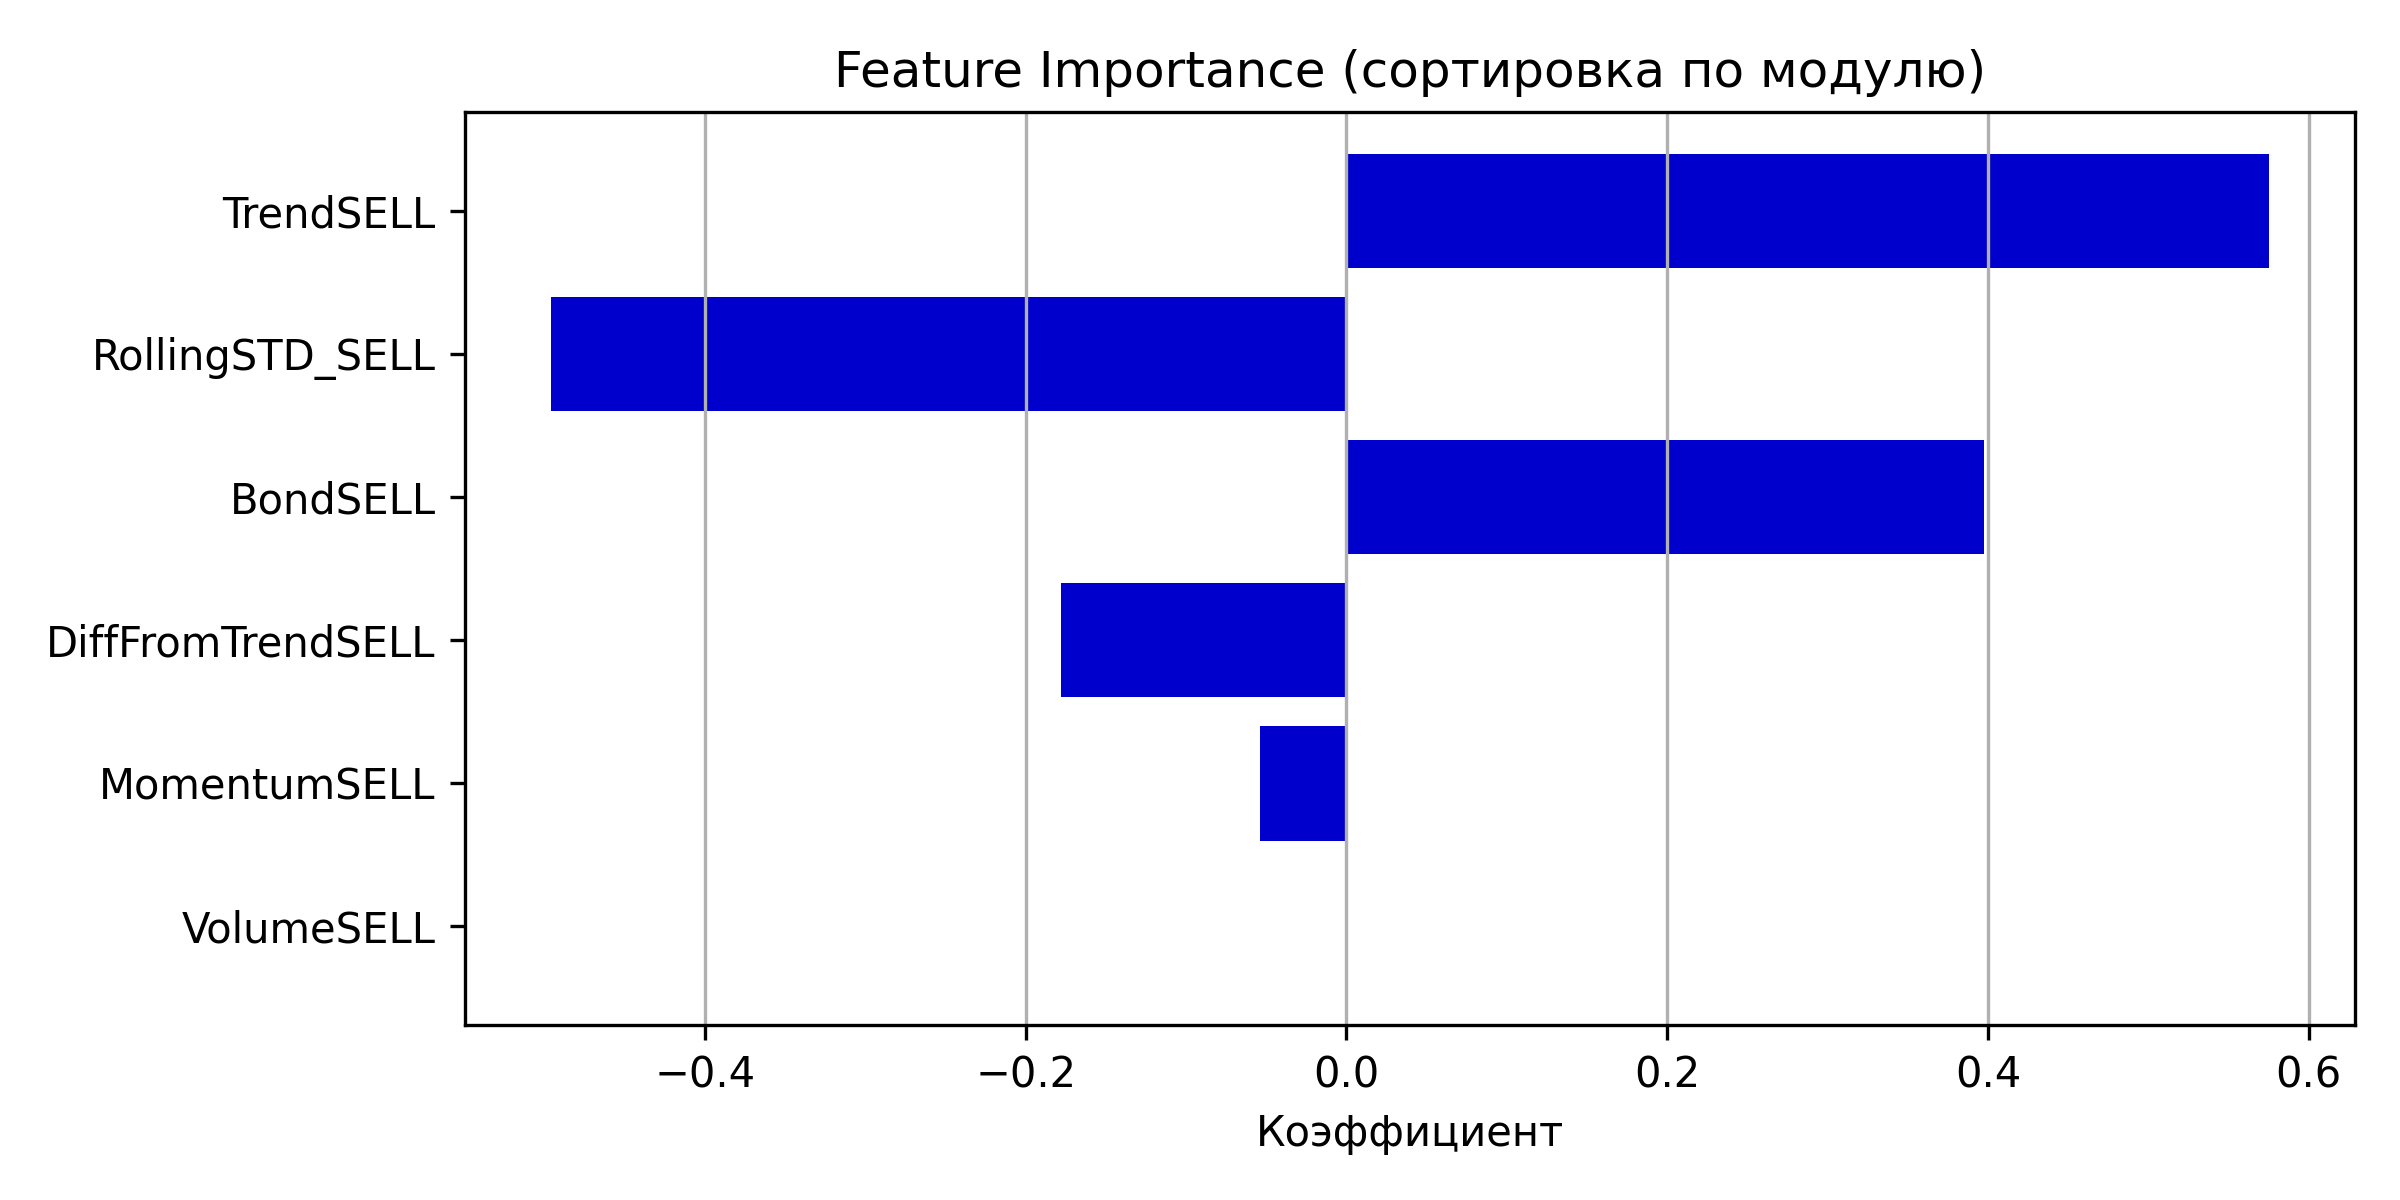 Feature Importance (сортировка по модулю)
TrendSELL
RollingSTD_SELL
BondSELL
DiffFromTrendSELL
MomentumSELL
VolumeSELL
−0.4 −0.2 0.0 0.2 0.4 0.6
Коэффициент